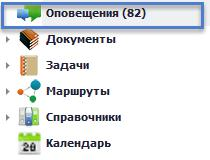 Оповещения (82)
Документы
Задачи
Маршруты
Справочники
Календарь